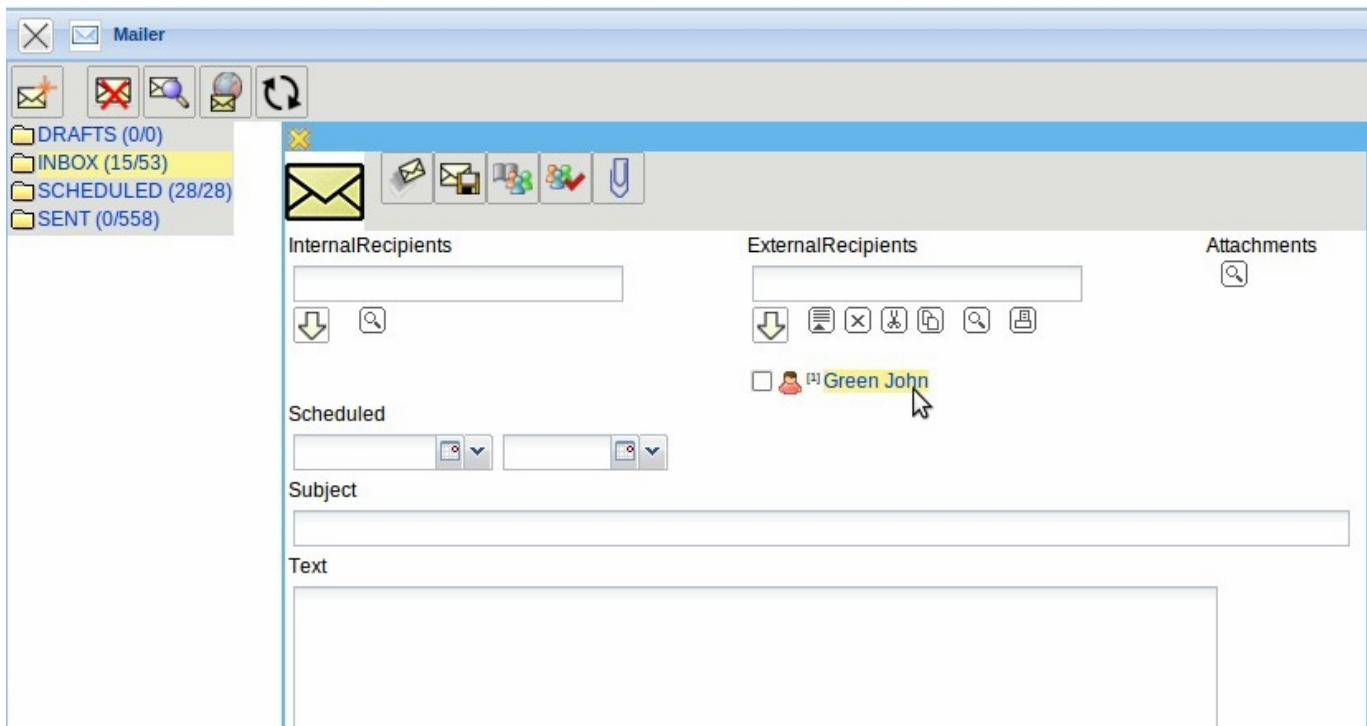 Mailer
DRAFTS (0/0)
INBOX (15/53)
SCHEDULED (28/28)
SENT (0/558)
InternalRecipients
ExternalRecipients
Attachments
[1] Green John
Scheduled
Subject
Text